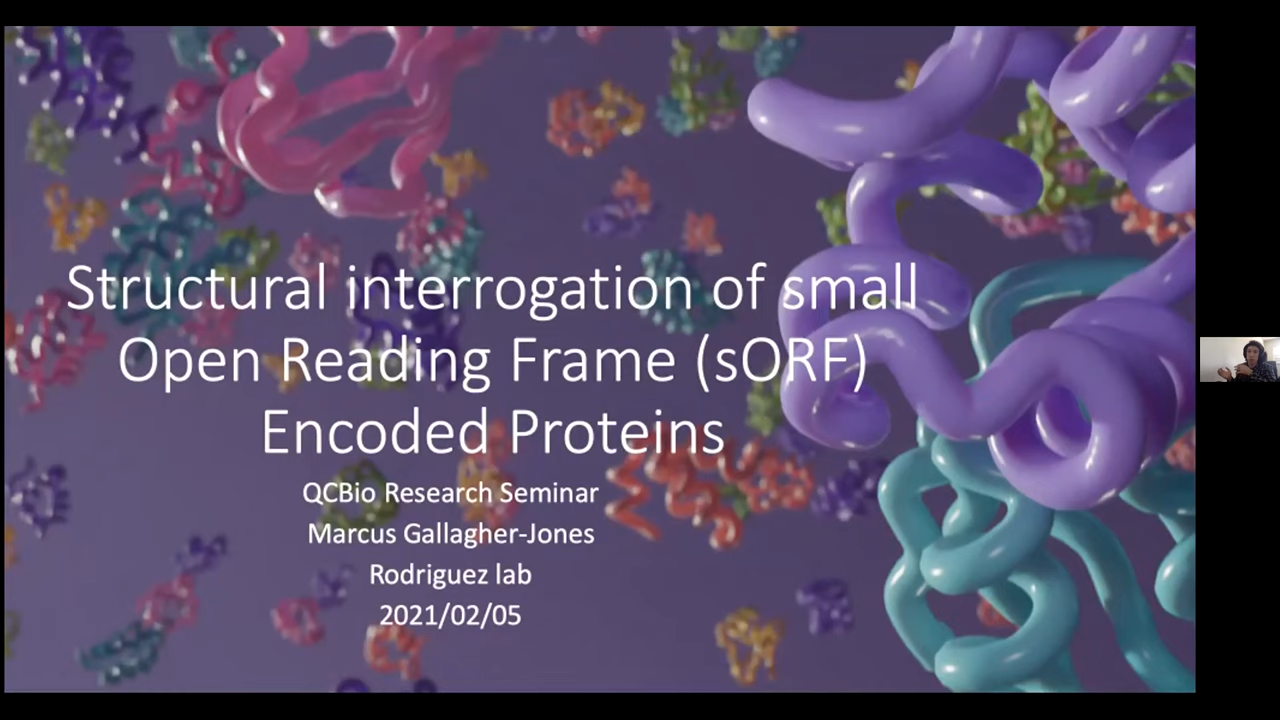 Structural interrogation of small
Open Reading Frame (sORF)
Encoded Proteins
QCBio Research Seminar
Marcus Gallagher-Jones
Rodriguez lab
2021/02/05